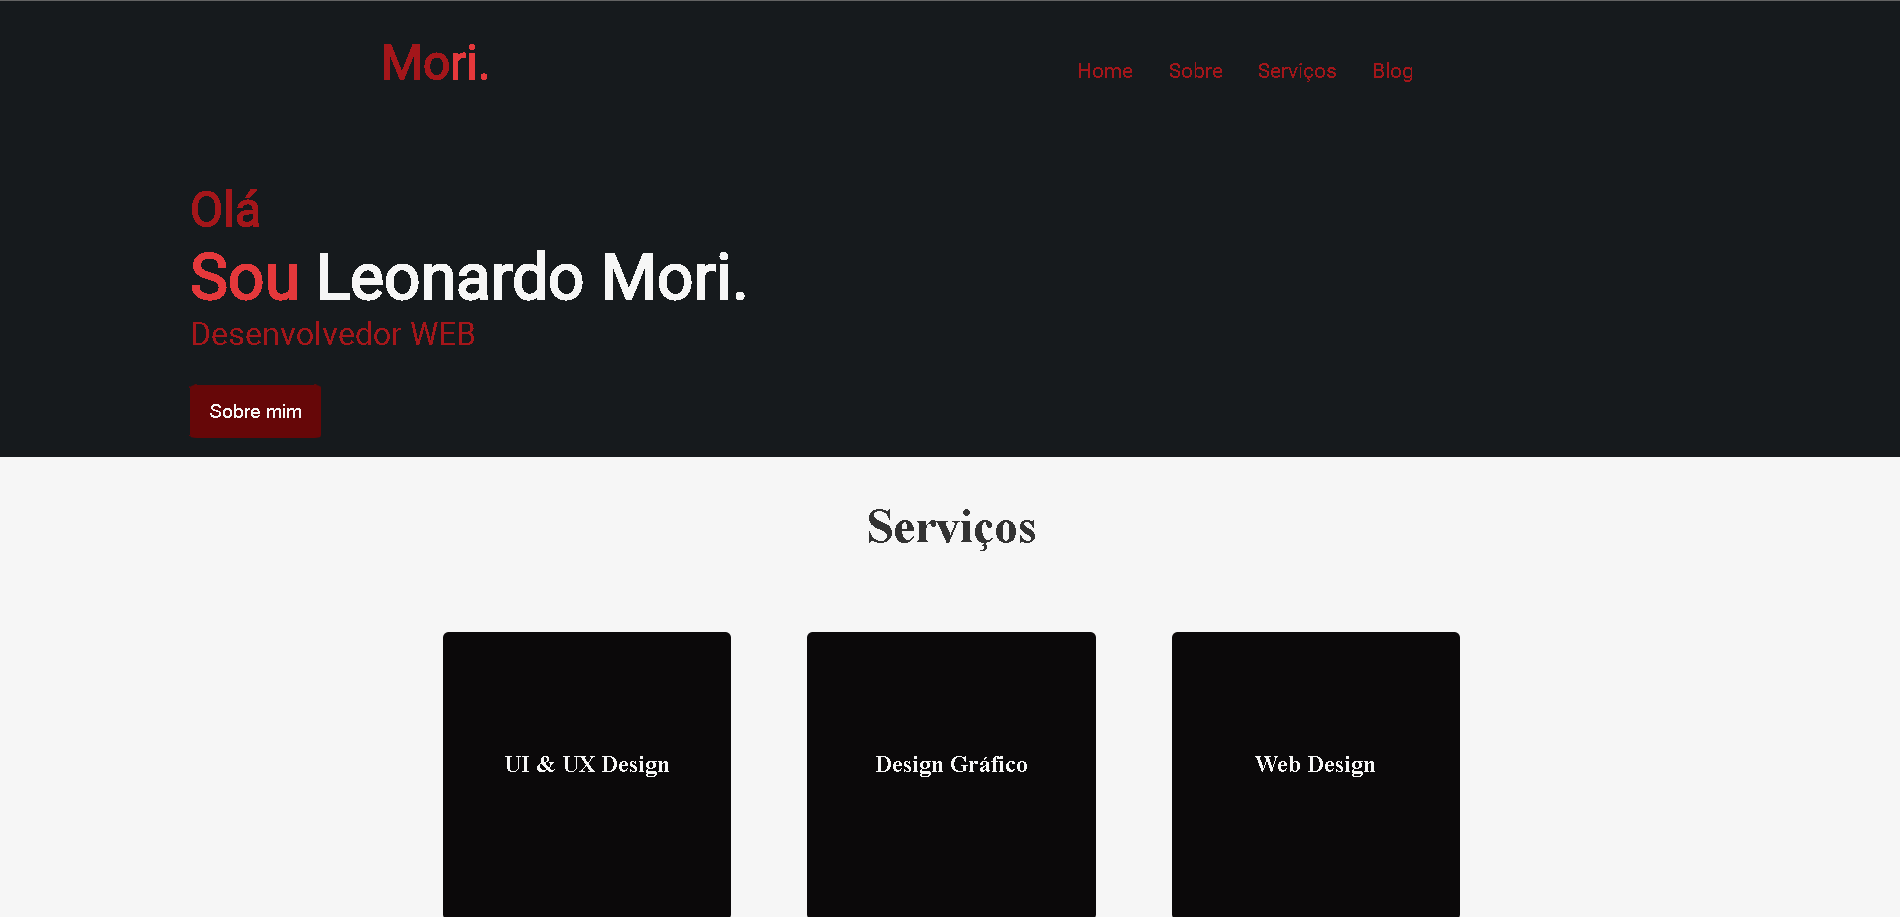 Mori.
Home Sobre Serviços Blog
Olá
Sou Leonardo Mori.
Desenvolvedor WEB
Sobre mim
Serviços
UI & UX Design
Design Gráfico
Web Design